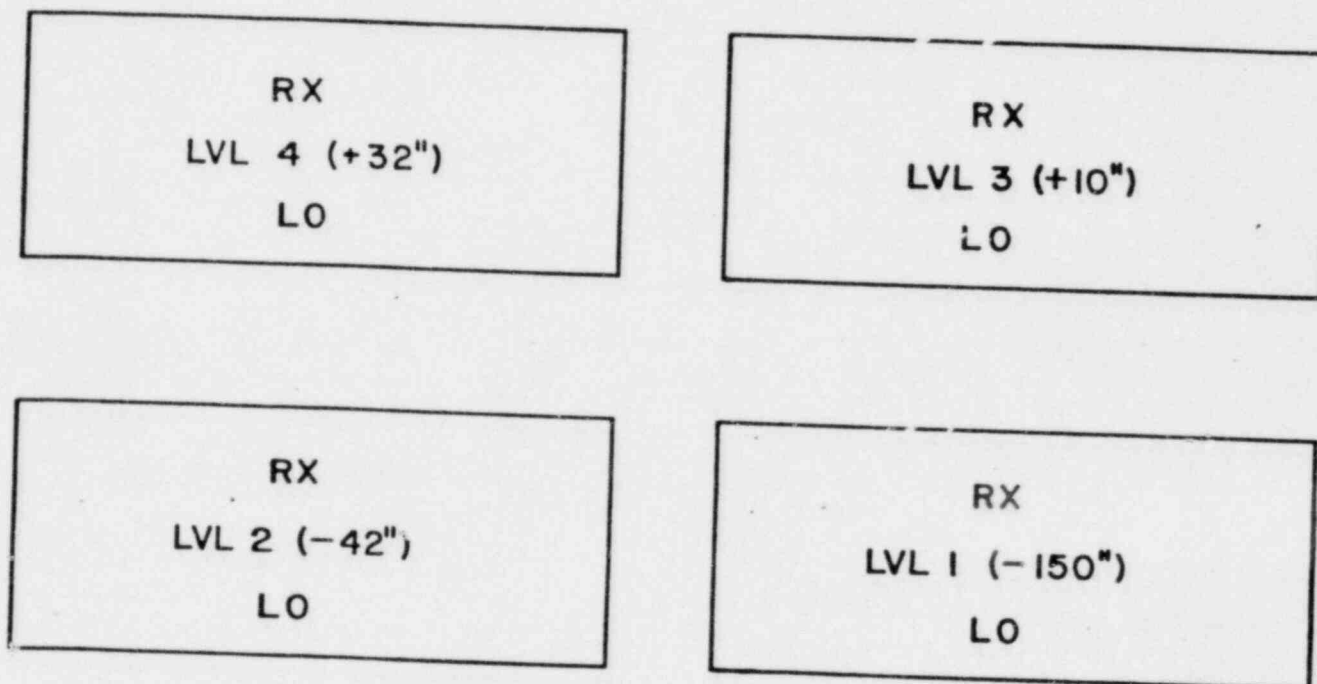 RX
LVL 4 (+32")
LO
RX
LVL 3 (+10")
LO
RX
LVL 2 (-42")
LO
RX
LVL 1 (-150")
LO